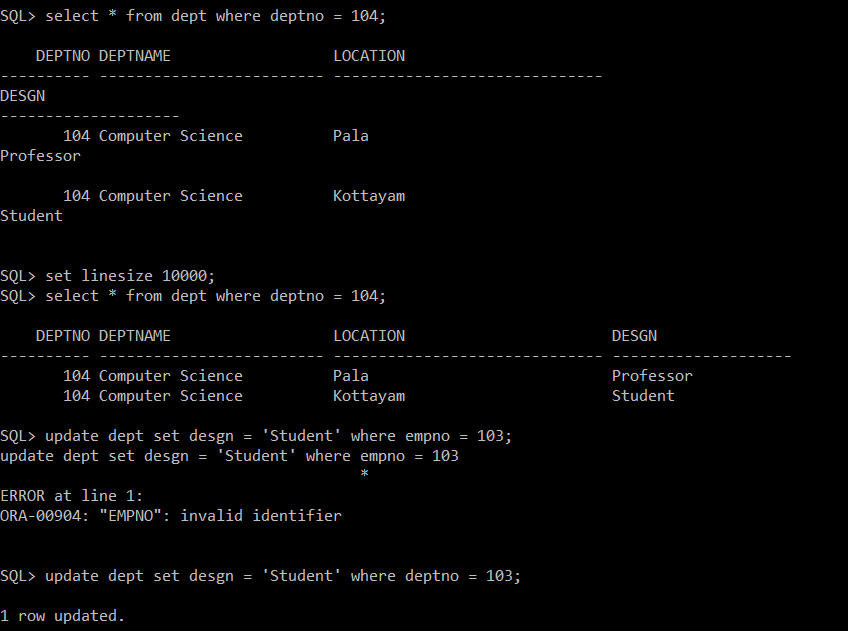 SQL> select * from dept where deptno = 104;
    DEPTNO DEPTNAME                  LOCATION
---------- ------------------------- ------------------------------
DESGN
--------------------
       104 Computer Science          Pala
Professor
       104 Computer Science          Kottayam
Student
SQL> set linesize 10000;
SQL> select * from dept where deptno = 104;
    DEPTNO DEPTNAME                  LOCATION                       DESGN
---------- ------------------------- ------------------------------ --------------------
       104 Computer Science          Pala                           Professor
       104 Computer Science          Kottayam                       Student
SQL> update dept set desgn = 'Student' where empno = 103;
update dept set desgn = 'Student' where empno = 103
                                        *
ERROR at line 1:
ORA-00904: "EMPNO": invalid identifier
SQL> update dept set desgn = 'Student' where deptno = 103;
1 row updated.